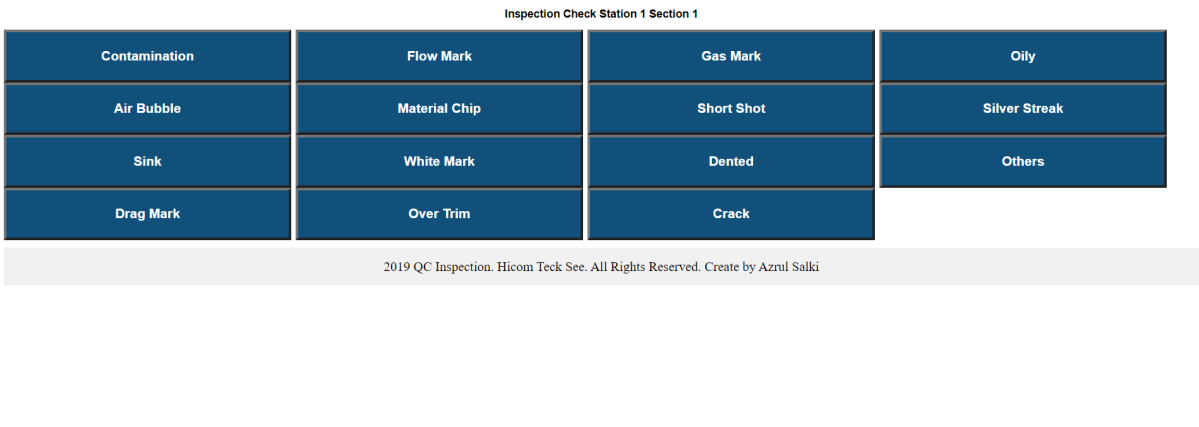 Inspection Check Station 1 Section 1
Contamination Flow Mark Gas Mark Oily
Air Bubble Material Chip Short Shot Silver Streak
Sink White Mark Dented Others
Drag Mark Over Trim Crack
2019 QC Inspection. Hicom Teck See. All Rights Reserved. Create by Azrul Salki